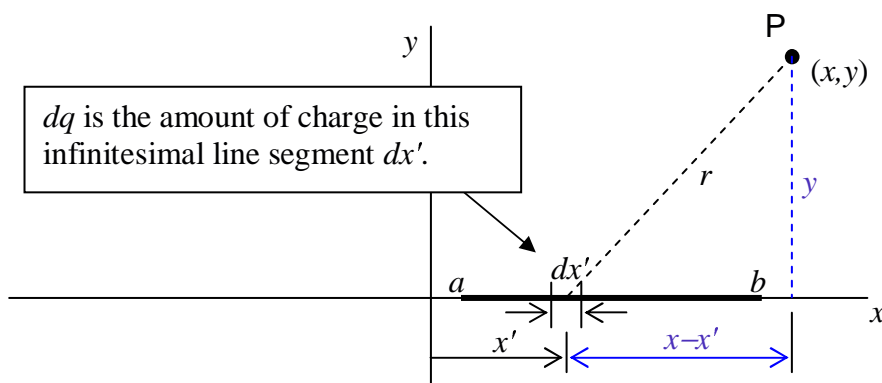 P
y
(x,y)
dq is the amount of charge in this
infinitesimal line segment dx′.
r
y
dx′
a
b
x
x′
x−x′